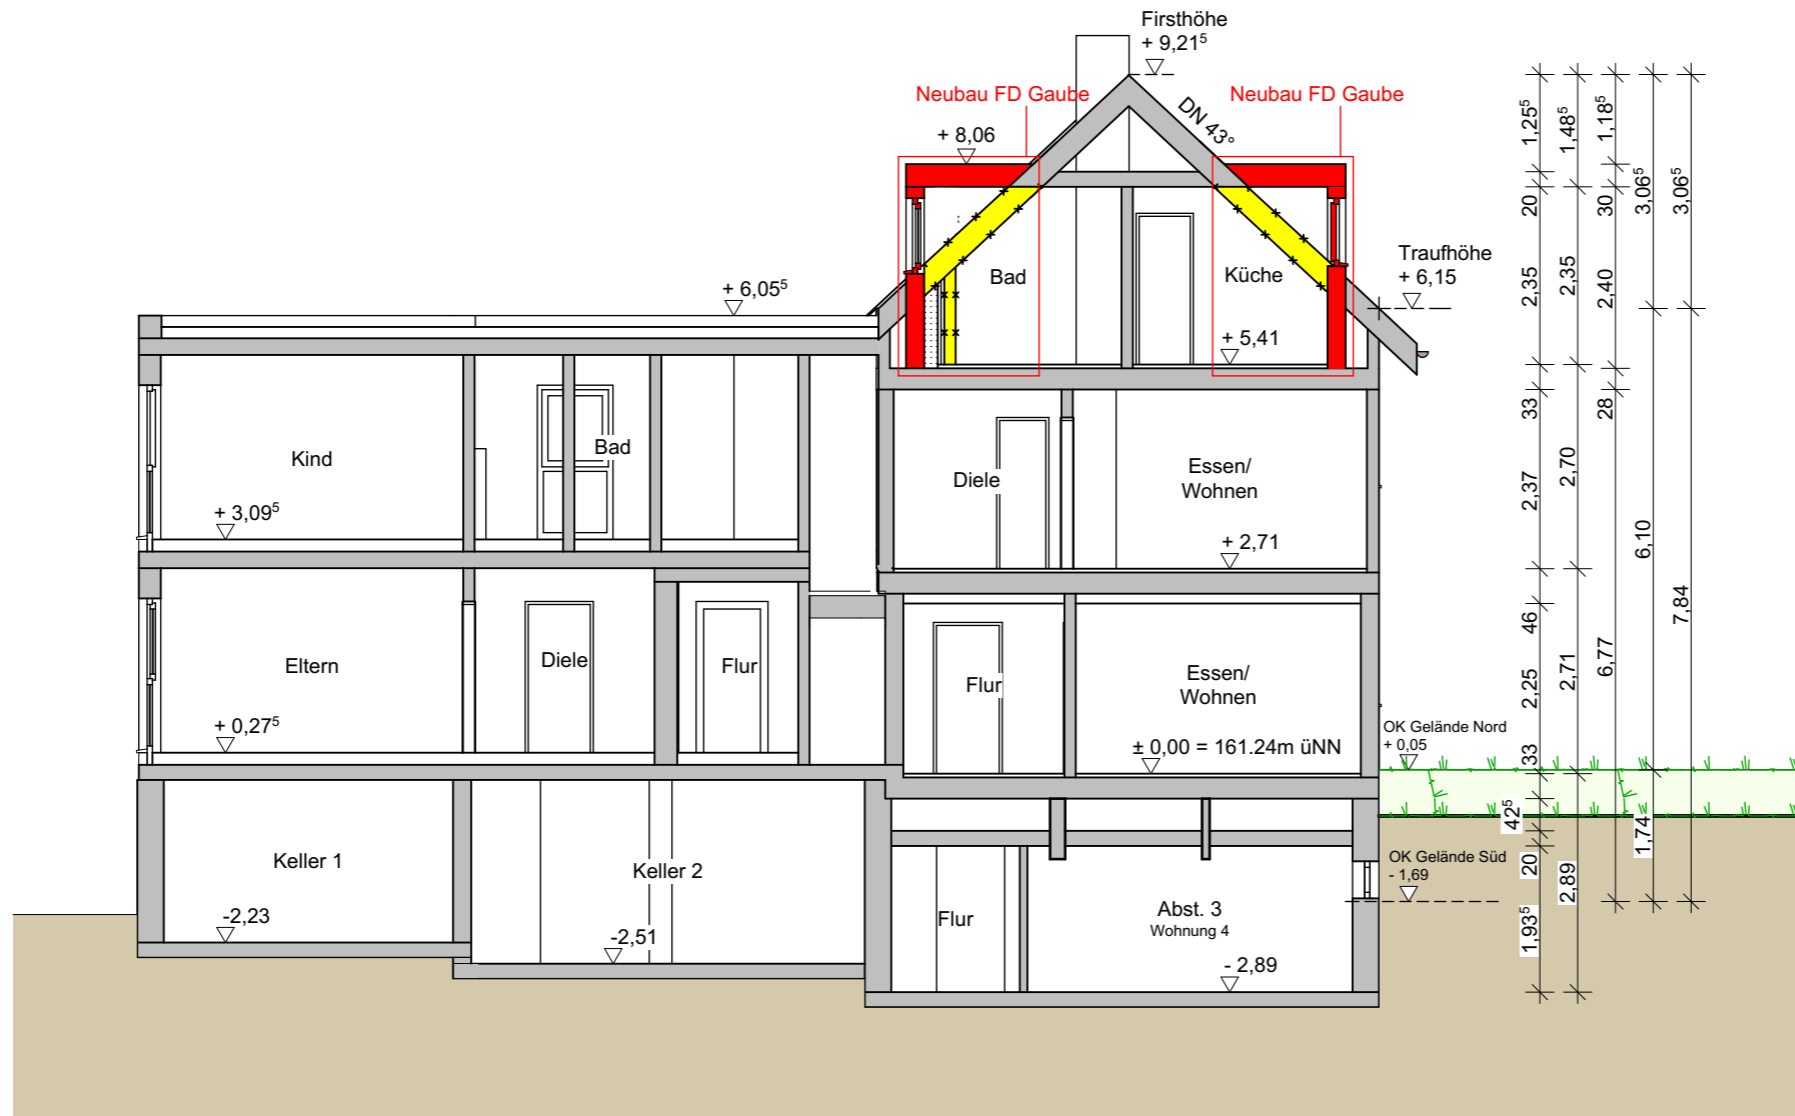 Firsthöhe
+ 9,21⁵
Neubau FD Gaube
Neubau FD Gaube
DN 43°
+ 8,06
Traufhöhe
+ 6,15
Bad
Küche
+ 6,05⁵
+ 5,41
Kind
Bad
Diele
Essen/
Wohnen
+ 3,09⁵
+ 2,71
Eltern
Diele
Flur
Flur
Essen/
Wohnen
+ 0,27⁵
± 0,00 = 161.24m üNN
OK Gelände Nord
+ 0,05
Keller 1
Keller 2
OK Gelände Süd
- 1,69
Flur
Abst. 3
Wohnung 4
-2,23
-2,51
- 2,89
1,25⁵
20
2,35
33
2,37
46
2,25
33
42⁵
20
1,93⁵
1,48⁵
2,35
2,70
2,71
2,89
1,18⁵
30
2,40
28
6,77
3,06⁵
6,10
1,74
3,06⁵
7,84